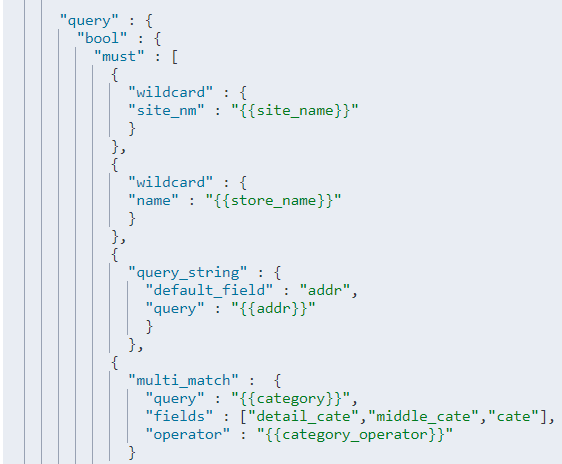 "query" : {
"bool" : {
"must" : [
{
"wildcard" : {
"site_nm" : "{{site_name}}"
}
},
{
"wildcard" : {
"name" : "{{store_name}}"
}
},
{
"query_string" : {
"default_field" : "addr",
"query" : "{{addr}}"
}
},
{
"multi_match" :  {
"query" : "{{category}}",
"fields" : ["detail_cate","middle_cate","cate"],
"operator" : "{{category_operator}}"
}